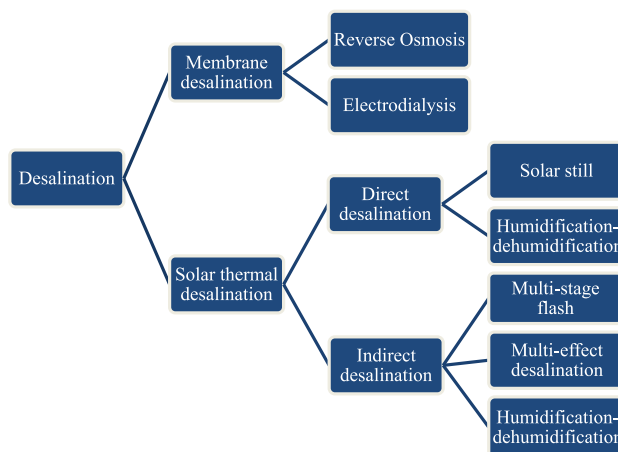 Reverse Osmosis
Membrane
desalination
Electrodialysis
Desalination
Solar still
Direct
desalination
Humidification-
dehumidification
Solar thermal
desalination
Multi-stage
flash
Indirect
desalination
Multi-effect
desalination
Humidification-
dehumidification